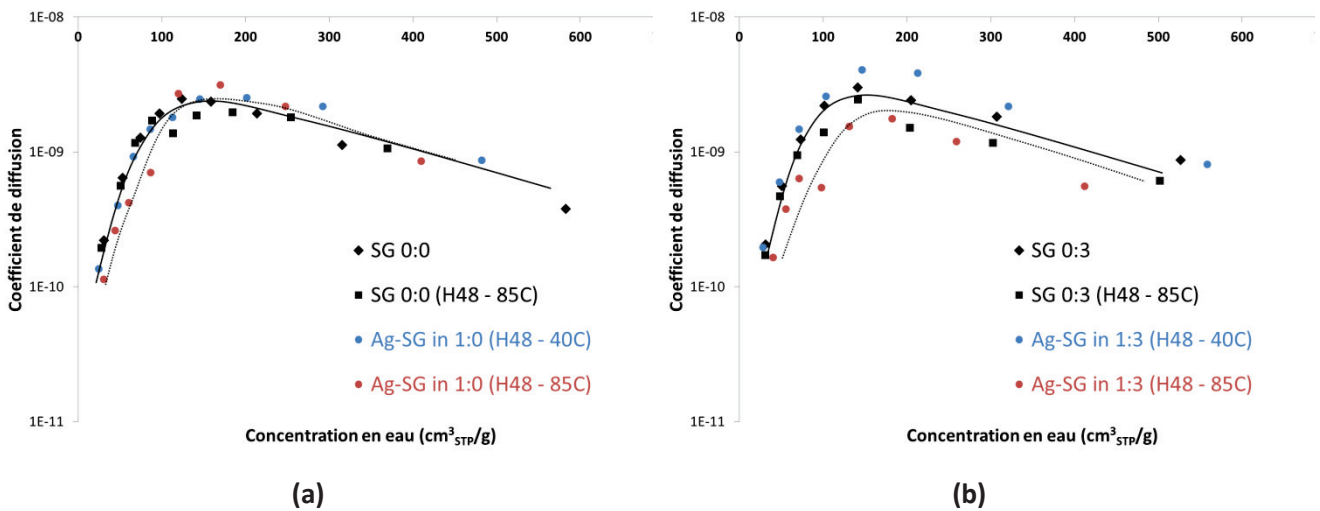 1E-08
0 100 200 300 400 500 600
1E-09
1E-10
1E-11
Coefficient de diffusion
SG 0:0
SG 0:0 (H48 - 85C)
Ag-SG in 1:0 (H48 - 40C)
Ag-SG in 1:0 (H48 - 85C)
Concentration en eau (cm³STP/g)
(a)
1E-08
0 100 200 300 400 500 600
1E-09
1E-10
1E-11
Coefficient de diffusion
SG 0:3
SG 0:3 (H48 - 85C)
Ag-SG in 1:3 (H48 - 40C)
Ag-SG in 1:3 (H48 - 85C)
Concentration en eau (cm³STP/g)
(b)